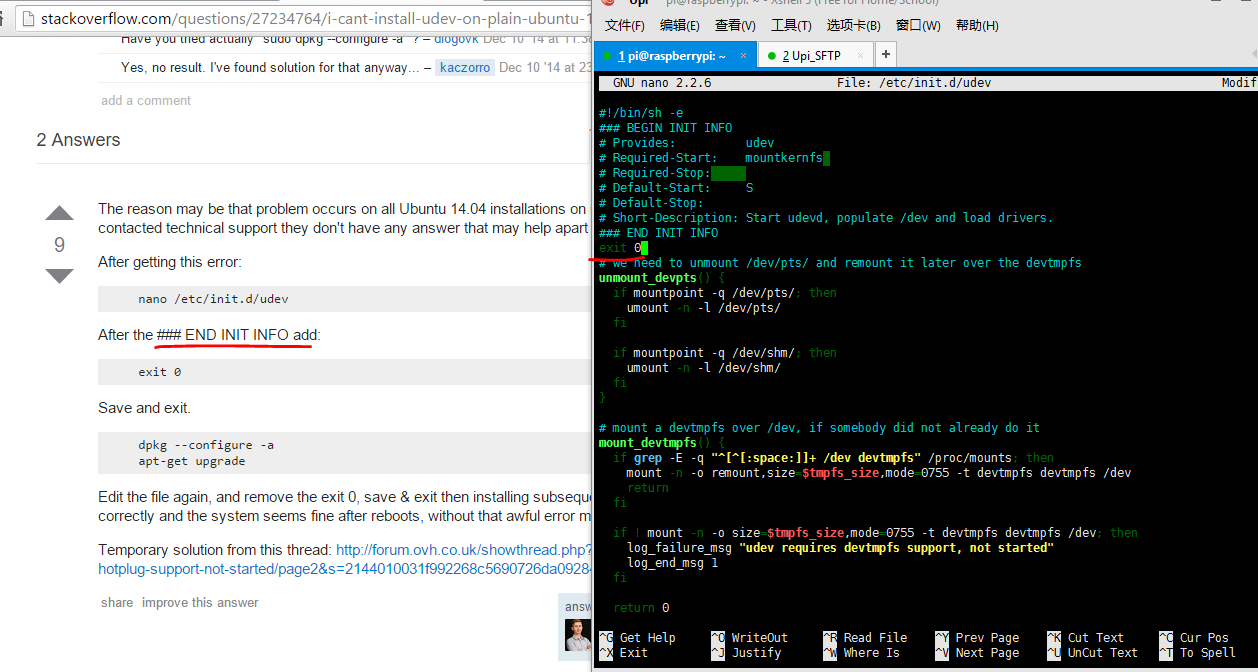 stackoverflow.com/questions/27234764/i-cant-install-udev-on-plain-ubuntu-1
Have you tried actually "sudo dpkg --configure -a" ? – diogovk Dec 10 '14 at 11:3
Yes, no result. I've found solution for that anyway... – kaczorro Dec 10 '14 at 23
add a comment
2 Answers
9
The reason may be that problem occurs on all Ubuntu 14.04 installations on
contacted technical support they don't have any answer that may help apart
After getting this error:
nano /etc/init.d/udev
After the ### END INIT INFO add:
exit 0
Save and exit.
dpkg --configure -a
apt-get upgrade
Edit the file again, and remove the exit 0, save & exit then installing subseque
correctly and the system seems fine after reboots, without that awful error m
Temporary solution from this thread: http://forum.ovh.co.uk/showthread.php?
hotplug-support-not-started/page2&s=2144010031f992268c5690726da0928
share improve this answer
answ
Upi pi@raspberrypi: ~ - Xshell 5 (Free for Home/School)
文件(F) 编辑(E) 查看(V) 工具(T) 选项卡(B) 窗口(W) 帮助(H)
1 pi@raspberrypi: ~ × 2 Upi_SFTP × +
GNU nano 2.2.6 File: /etc/init.d/udev Modif
#!/bin/sh -e
### BEGIN INIT INFO
# Provides: udev
# Required-Start: mountkernfs
# Required-Stop:
# Default-Start: S
# Default-Stop:
# Short-Description: Start udevd, populate /dev and load drivers.
### END INIT INFO
exit 0
# we need to unmount /dev/pts/ and remount it later over the devtmpfs
unmount_devpts() {
if mountpoint -q /dev/pts/; then
umount -n -l /dev/pts/
fi
if mountpoint -q /dev/shm/; then
umount -n -l /dev/shm/
fi
}
# mount a devtmpfs over /dev, if somebody did not already do it
mount_devtmpfs() {
if grep -E -q "^[^[:space:]]+ /dev devtmpfs" /proc/mounts; then
mount -n -o remount,size=$tmpfs_size,mode=0755 -t devtmpfs devtmpfs /dev
return
fi
if ! mount -n -o size=$tmpfs_size,mode=0755 -t devtmpfs devtmpfs /dev; then
log_failure_msg "udev requires devtmpfs support, not started"
log_end_msg 1
fi
return 0
^G Get Help ^O WriteOut ^R Read File ^Y Prev Page ^K Cut Text ^C Cur Pos
^X Exit ^J Justify ^W Where Is ^V Next Page ^U UnCut Text ^T To Spell